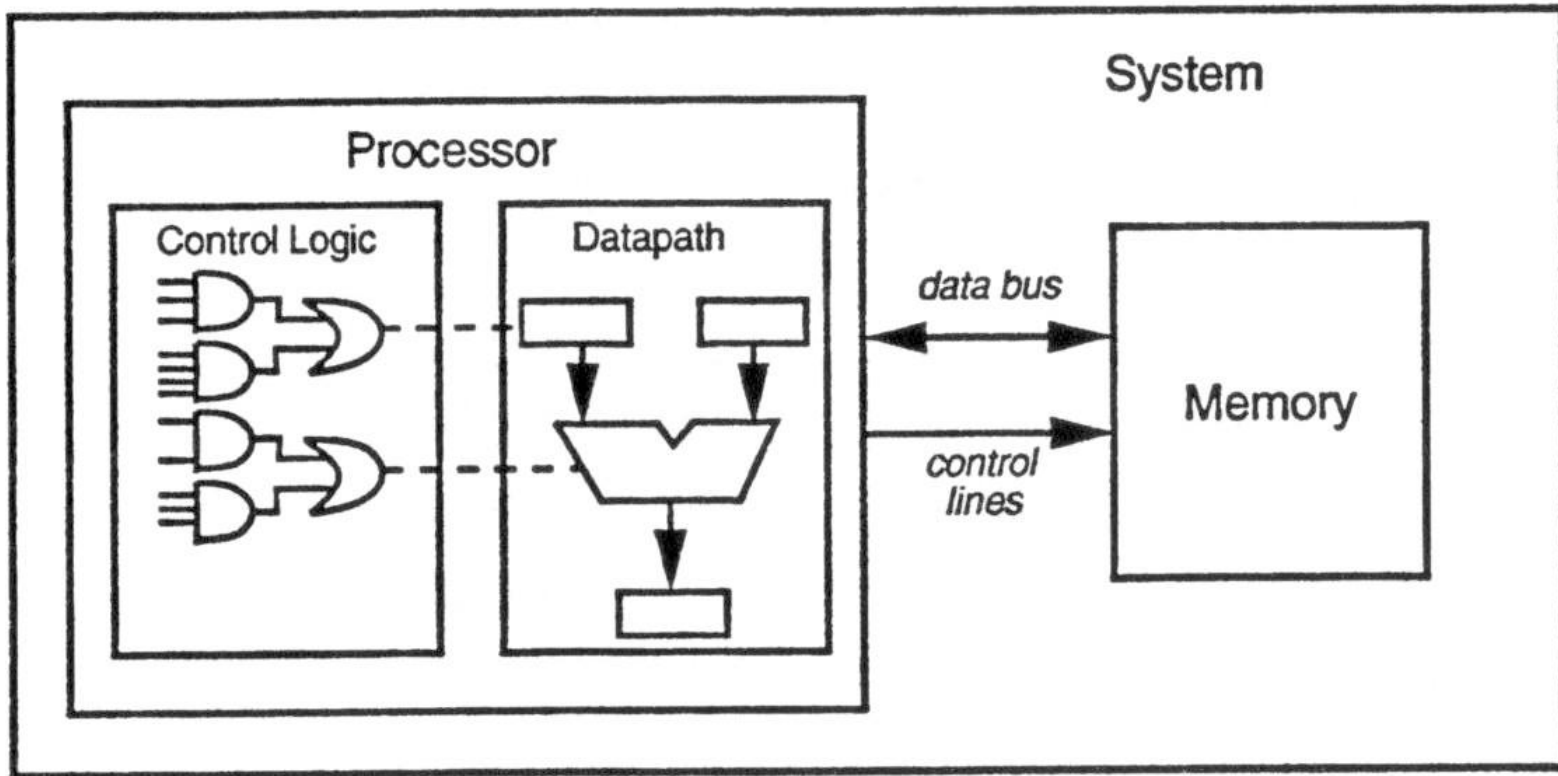 System
Processor
Control Logic
Datapath
data bus
control
lines
Memory